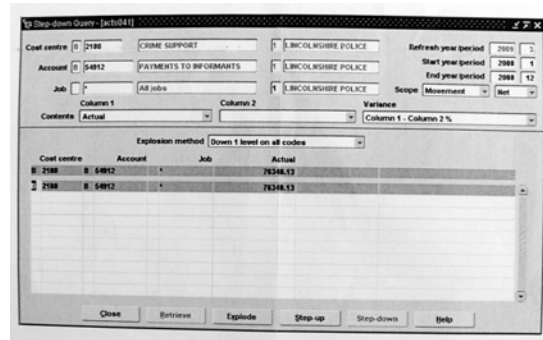 Step-down Query - [acts041]
Cost centre B 2180 CRIME SUPPORT 1 LINCOLNSHIRE POLICE Refresh year/period 2009 3
Account B 54912 PAYMENTS TO INFORMANTS 1 LINCOLNSHIRE POLICE Start year/period 2008 1
End year/period 2008 12
Job * All jobs 1 LINCOLNSHIRE POLICE Scope Movement Net
Column 1 Column 2 Variance
Contents Actual Column 1 - Column 2 %
Explosion method Down 1 level on all codes
Cost centre Account Job Actual
B 2180 B 54912 * 76348.13
B 2180 B 54912 * 76348.13
Close Retrieve Explode Step-up Step-down Help